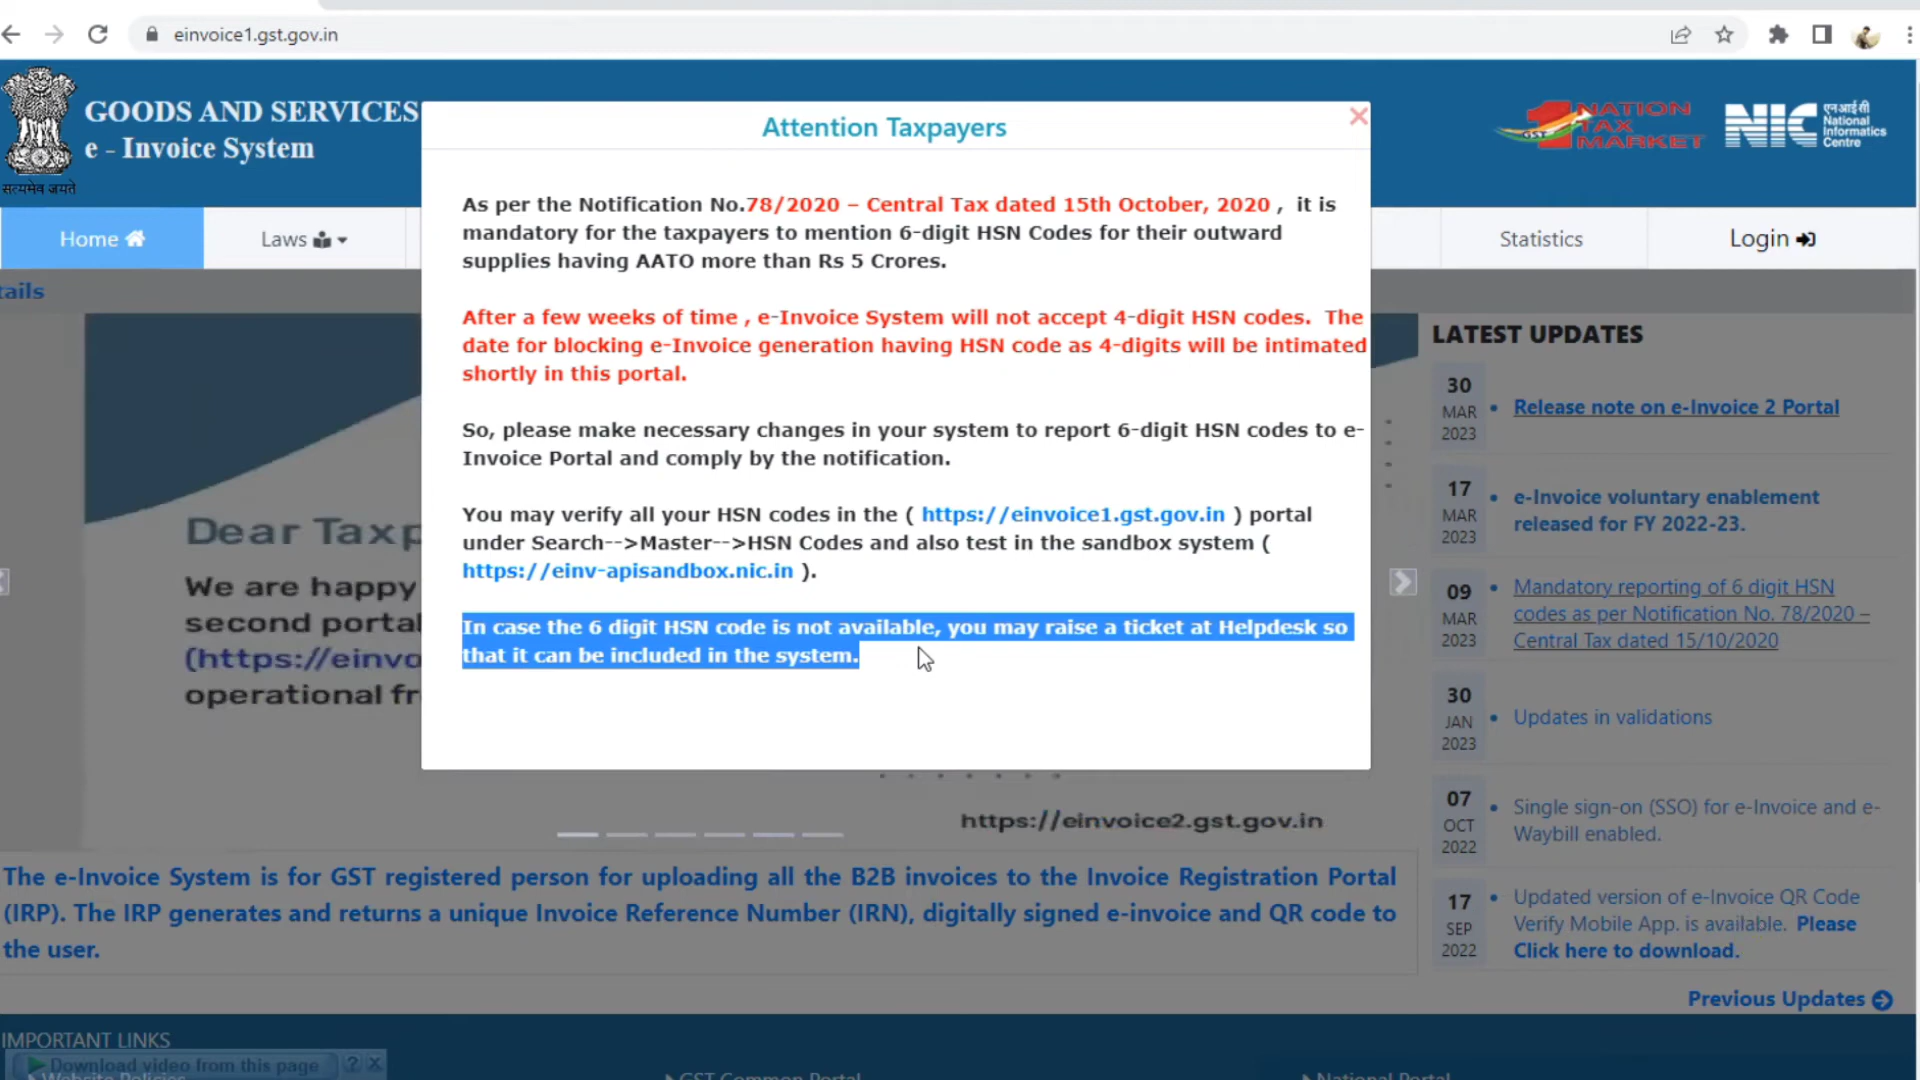 einvoice1.gst.gov.in
GOODS AND SERVICES
e - Invoice System
सत्यमेव जयते
GST
1 NATION
TAX
MARKET
NIC
एन आई सी
National
Informatics
Centre
Home
Laws
Statistics
Login
tails
Attention Taxpayers
As per the Notification No.78/2020 – Central Tax dated 15th October, 2020 , it is
mandatory for the taxpayers to mention 6-digit HSN Codes for their outward
supplies having AATO more than Rs 5 Crores.
After a few weeks of time , e-Invoice System will not accept 4-digit HSN codes. The
date for blocking e-Invoice generation having HSN code as 4-digits will be intimated
shortly in this portal.
So, please make necessary changes in your system to report 6-digit HSN codes to e-
Invoice Portal and comply by the notification.
You may verify all your HSN codes in the ( https://einvoice1.gst.gov.in ) portal
under Search-->Master-->HSN Codes and also test in the sandbox system (
https://einv-apisandbox.nic.in ).
In case the 6 digit HSN code is not available, you may raise a ticket at Helpdesk so
that it can be included in the system.
Dear Taxp
We are happy
second portal
(https://einvo
operational fr
https://einvoice2.gst.gov.in
LATEST UPDATES
30
MAR
2023
Release note on e-Invoice 2 Portal
17
MAR
2023
e-Invoice voluntary enablement
released for FY 2022-23.
09
MAR
2023
Mandatory reporting of 6 digit HSN
codes as per Notification No. 78/2020 –
Central Tax dated 15/10/2020
30
JAN
2023
Updates in validations
07
OCT
2022
Single sign-on (SSO) for e-Invoice and e-
Waybill enabled.
17
SEP
2022
Updated version of e-Invoice QR Code
Verify Mobile App. is available. Please
Click here to download.
Previous Updates
The e-Invoice System is for GST registered person for uploading all the B2B invoices to the Invoice Registration Portal
(IRP). The IRP generates and returns a unique Invoice Reference Number (IRN), digitally signed e-invoice and QR code to
the user.
IMPORTANT LINKS
Download video from this page ? X
Website Policies
GST Common Portal
National Portal